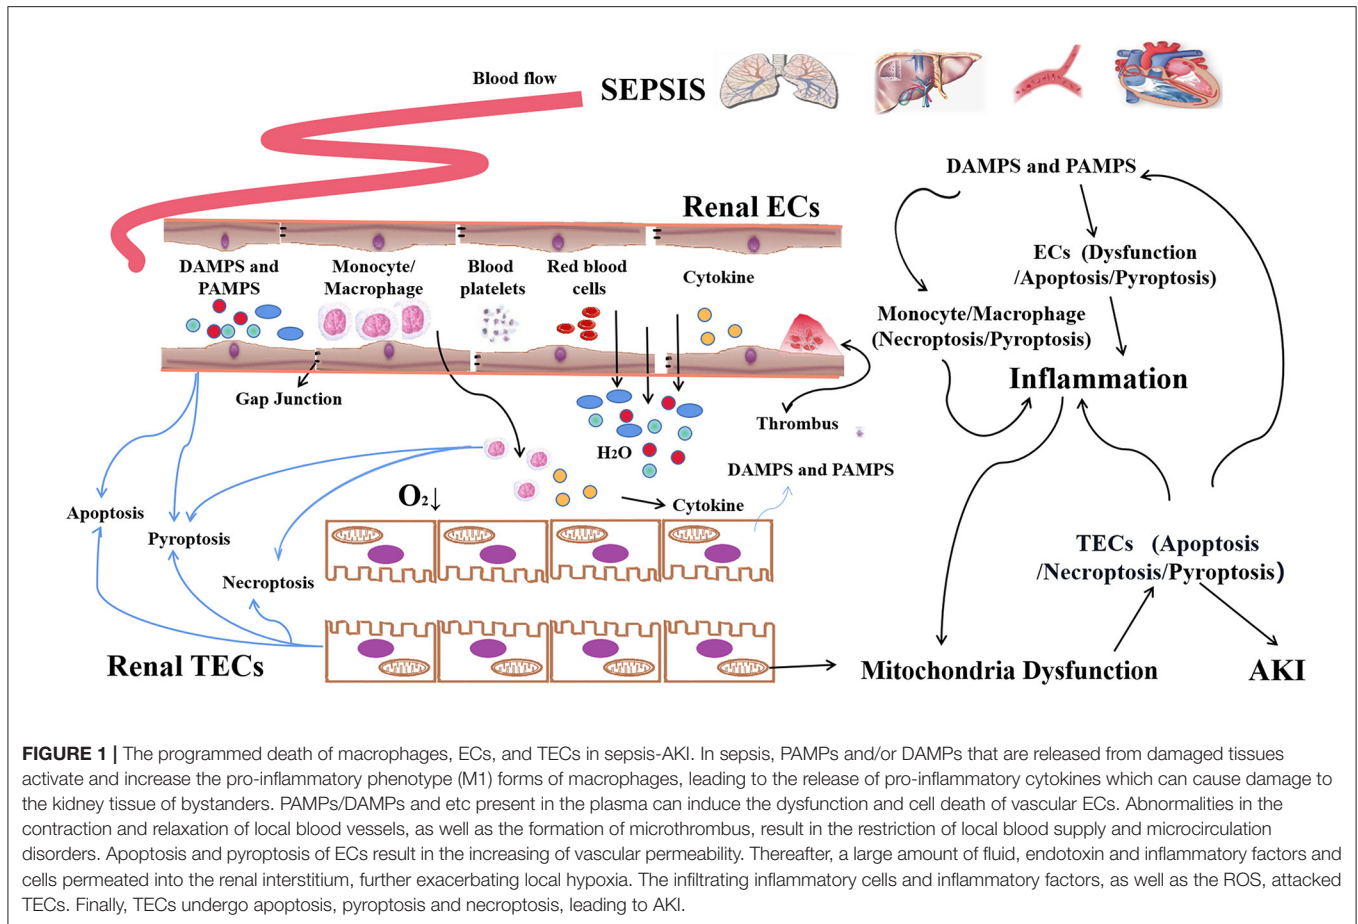 Blood flow
SEPSIS
DAMPS and PAMPS
Renal ECs
ECs (Dysfunction
/Apoptosis/Pyroptosis)
DAMPS and
PAMPS
Monocyte/
Macrophage
Blood
platelets
Red blood
cells
Cytokine
Monocyte/Macrophage
(Necroptosis/Pyroptosis)
Inflammation
Gap Junction
Thrombus
H2O
DAMPS and PAMPS
O2↓
Cytokine
Apoptosis
Pyroptosis
Necroptosis
TECs (Apoptosis
/Necroptosis/Pyroptosis)
Renal TECs
Mitochondria Dysfunction
AKI
FIGURE 1 | The programmed death of macrophages, ECs, and TECs in sepsis-AKI. In sepsis, PAMPs and/or DAMPs that are released from damaged tissues
activate and increase the pro-inflammatory phenotype (M1) forms of macrophages, leading to the release of pro-inflammatory cytokines which can cause damage to
the kidney tissue of bystanders. PAMPs/DAMPs and etc present in the plasma can induce the dysfunction and cell death of vascular ECs. Abnormalities in the
contraction and relaxation of local blood vessels, as well as the formation of microthrombus, result in the restriction of local blood supply and microcirculation
disorders. Apoptosis and pyroptosis of ECs result in the increasing of vascular permeability. Thereafter, a large amount of fluid, endotoxin and inflammatory factors and
cells permeated into the renal interstitium, further exacerbating local hypoxia. The infiltrating inflammatory cells and inflammatory factors, as well as the ROS, attacked
TECs. Finally, TECs undergo apoptosis, pyroptosis and necroptosis, leading to AKI.